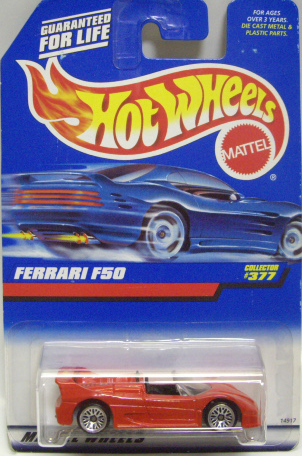 GUARANTEED
FOR LIFE
FOR AGES
OVER 3 YEARS.
DIE CAST METAL &
PLASTIC PARTS.
HOT WHEELS
MATTEL
®
FERRARI F50
COLLECTOR
#377
14917